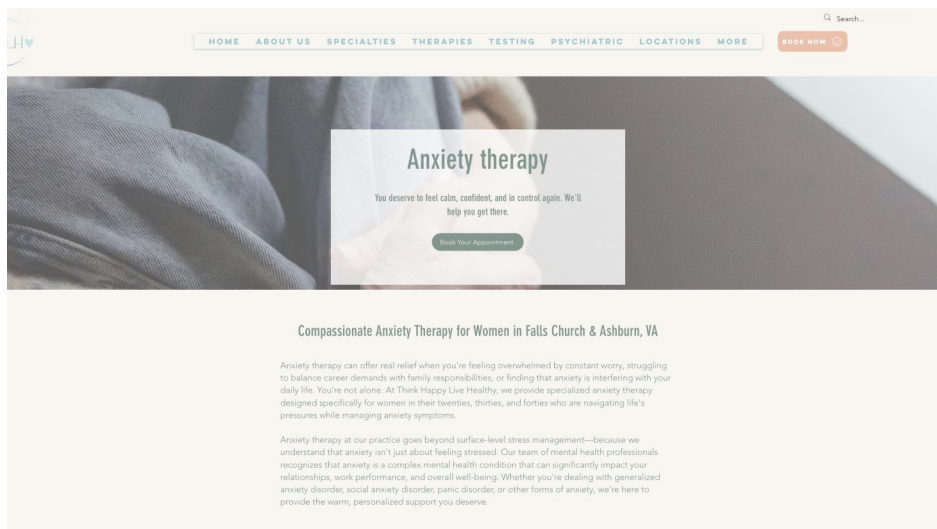 Search...
HOME ABOUT US SPECIALTIES THERAPIES TESTING PSYCHIATRIC LOCATIONS MORE
BOOK NOW
Anxiety therapy
You deserve to feel calm, confident, and in control again. We'll
help you get there.
Book Your Appointment
Compassionate Anxiety Therapy for Women in Falls Church & Ashburn, VA
Anxiety therapy can offer real relief when you're feeling overwhelmed by constant worry, struggling
to balance career demands with family responsibilities, or finding that anxiety is interfering with your
daily life. You're not alone. At Think Happy Live Healthy, we provide specialized anxiety therapy
designed specifically for women in their twenties, thirties, and forties who are navigating life's
pressures while managing anxiety symptoms.
Anxiety therapy at our practice goes beyond surface-level stress management—because we
understand that anxiety isn't just about feeling stressed. Our team of mental health professionals
recognizes that anxiety is a complex mental health condition that can significantly impact your
relationships, work performance, and overall well-being. Whether you're dealing with generalized
anxiety disorder, social anxiety disorder, panic disorder, or other forms of anxiety, we're here to
provide the warm, personalized support you deserve.